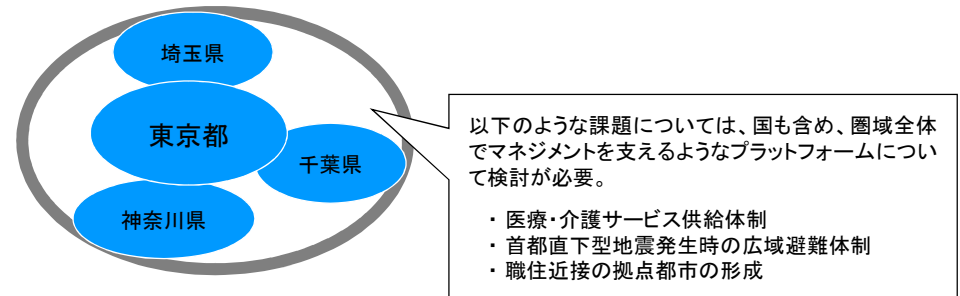 埼玉県
東京都
千葉県
神奈川県
以下のような課題については、国も含め、圏域全体
でマネジメントを支えるようなプラットフォームについ
て検討が必要。
・医療・介護サービス供給体制
・首都直下型地震発生時の広域避難体制
・職住近接の拠点都市の形成